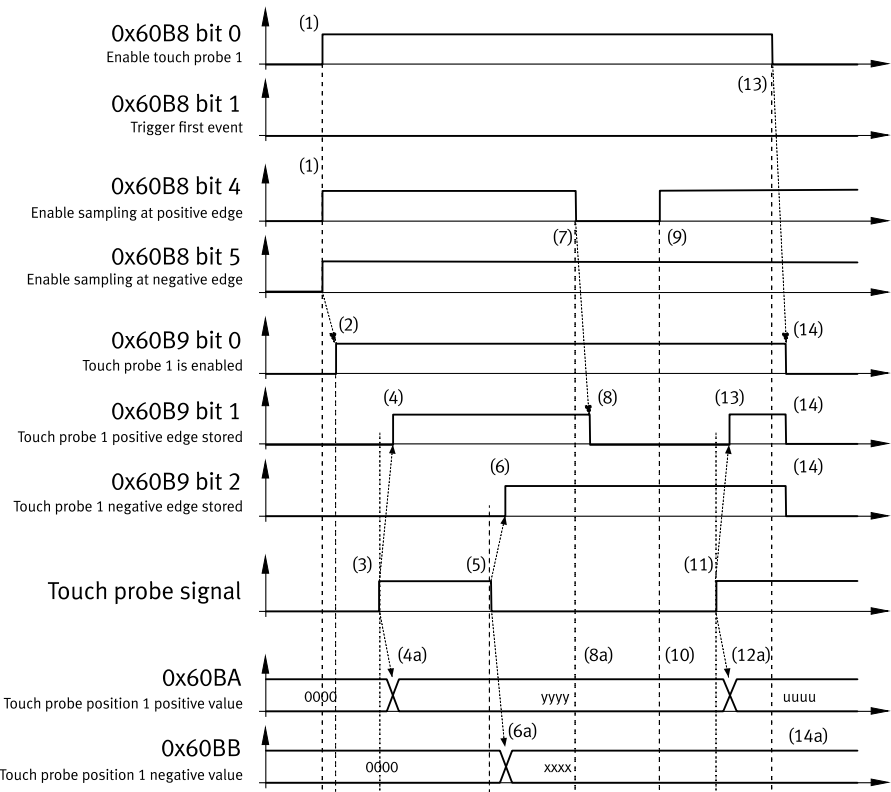 (1)
0x60B8 bit 0
Enable touch probe 1
(13)
0x60B8 bit 1
Trigger first event
(1)
0x60B8 bit 4
Enable sampling at positive edge
(7)
(9)
0x60B8 bit 5
Enable sampling at negative edge
(2)
(14)
0x60B9 bit 0
Touch probe 1 is enabled
(4)
(8)
(13)
(14)
0x60B9 bit 1
Touch probe 1 positive edge stored
(6)
(14)
0x60B9 bit 2
Touch probe 1 negative edge stored
(3)
(5)
(11)
Touch probe signal
(4a)
(8a)
(10)
(12a)
0x60BA
Touch probe position 1 positive value
0000
yyyy
uuuu
(6a)
(14a)
0x60BB
Touch probe position 1 negative value
0000
xxxx